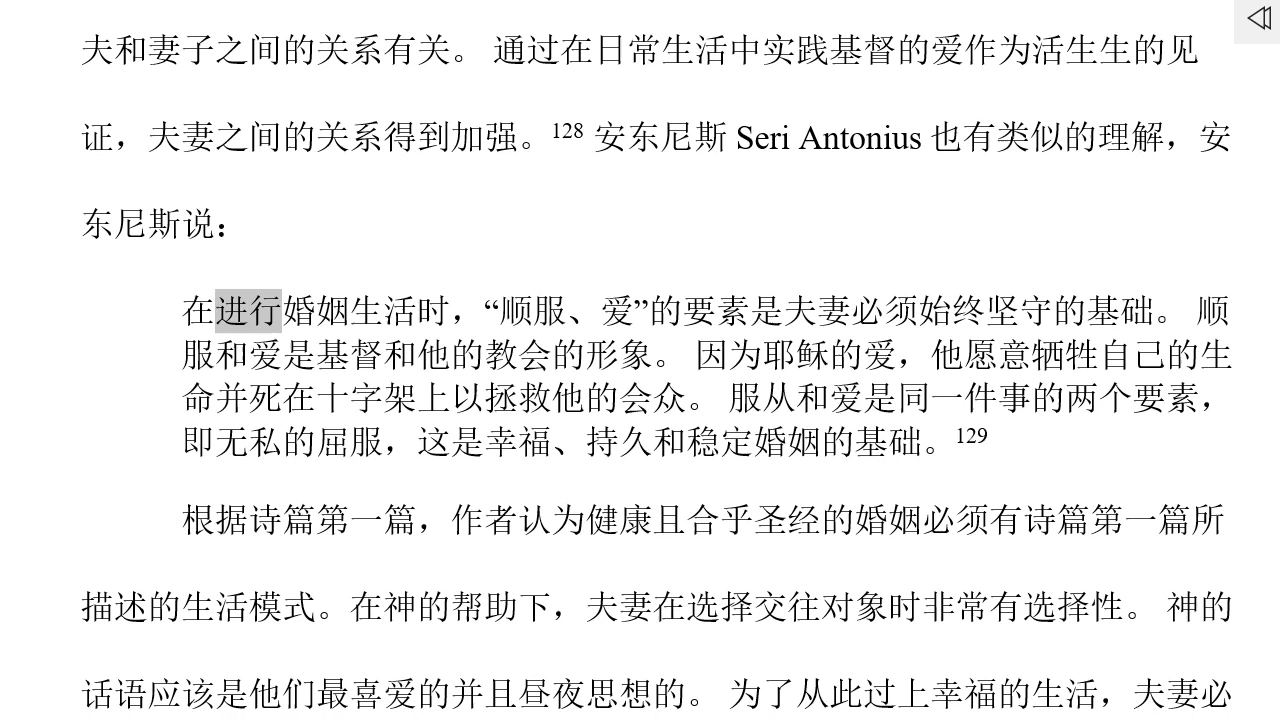 夫和妻子之间的关系有关。 通过在日常生活中实践基督的爱作为活生生的见
证，夫妻之间的关系得到加强。128 安东尼斯 Seri Antonius 也有类似的理解，安
东尼斯说：
在进行婚姻生活时，“顺服、爱”的要素是夫妻必须始终坚守的基础。 顺
服和爱是基督和他的教会的形象。 因为耶稣的爱，他愿意牺牲自己的生
命并死在十字架上以拯救他的会众。 服从和爱是同一件事的两个要素，
即无私的屈服，这是幸福、持久和稳定婚姻的基础。129
根据诗篇第一篇，作者认为健康且合乎圣经的婚姻必须有诗篇第一篇所
描述的生活模式。在神的帮助下，夫妻在选择交往对象时非常有选择性。 神的
话语应该是他们最喜爱的并且昼夜思想的。 为了从此过上幸福的生活，夫妻必